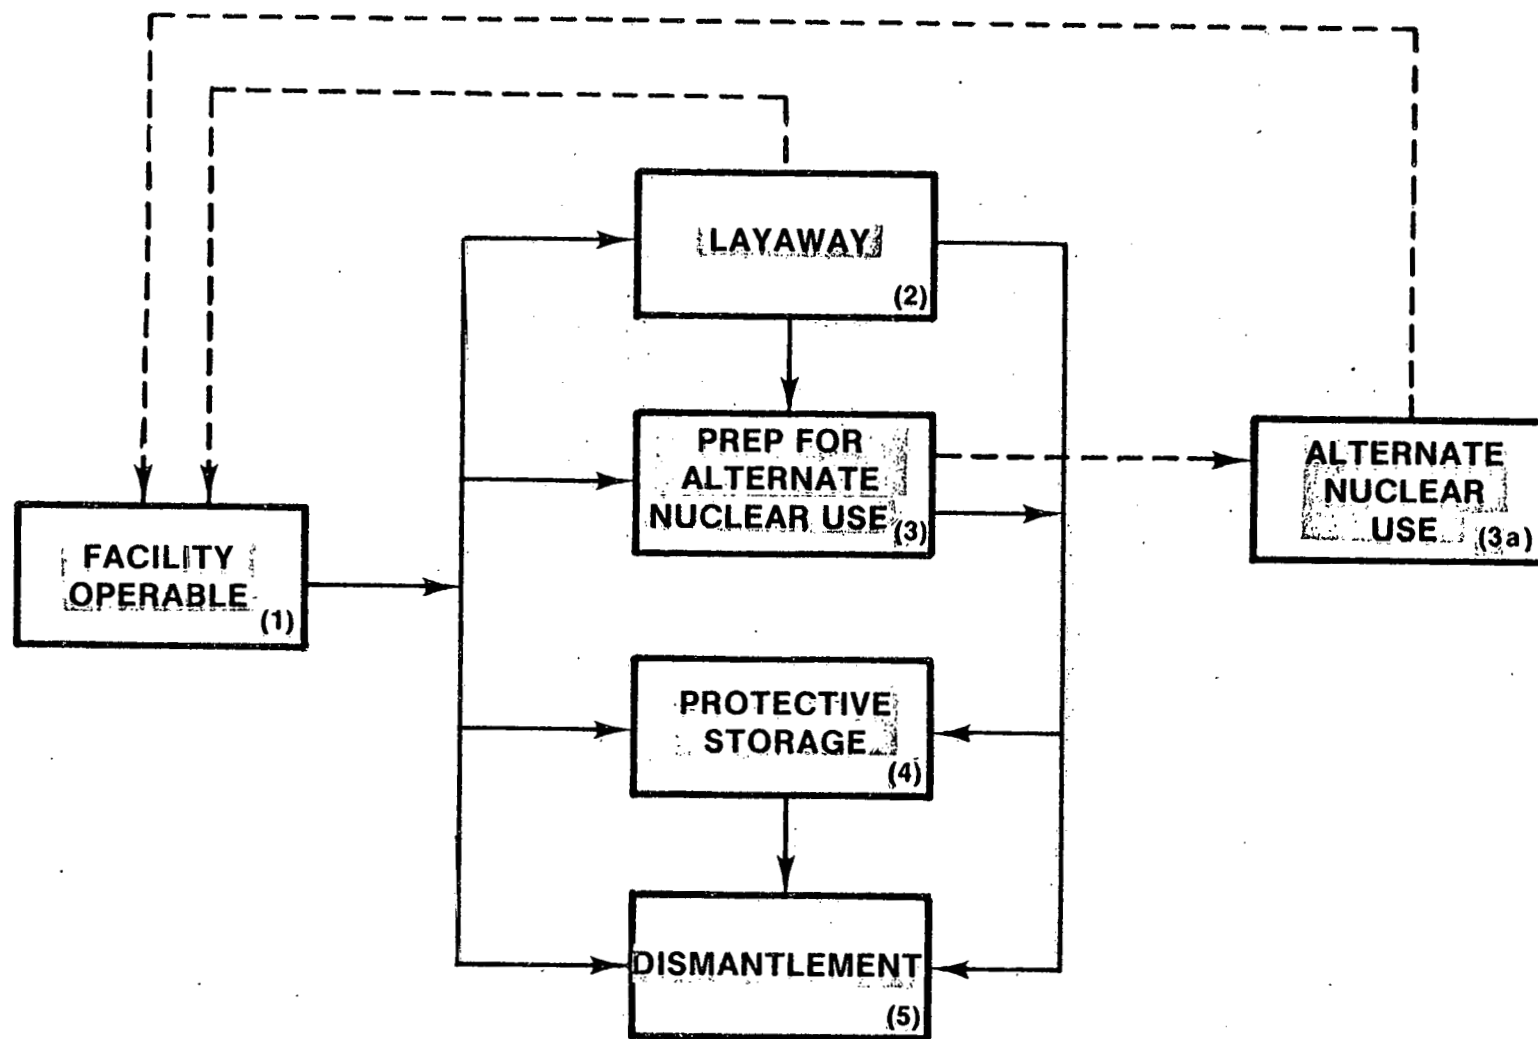 LAYAWAY
(2)
PREP FOR
ALTERNATE
NUCLEAR USE
(3)
ALTERNATE
NUCLEAR
USE
(3a)
FACILITY
OPERABLE
(1)
PROTECTIVE
STORAGE
(4)
DISMANTLEMENT
(5)